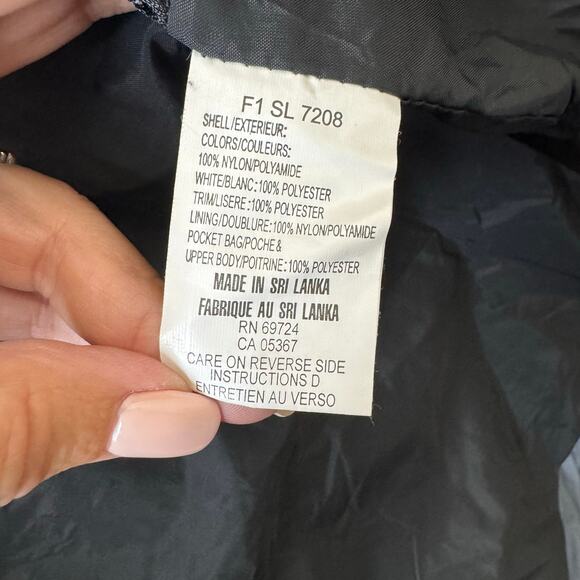 F1 SL 7208
SHELL/EXTERIEUR:
COLORS/COULEURS:
100% NYLON/POLYAMIDE
WHITE/BLANC:100% POLYESTER
TRIM/LISERE:100% POLYESTER
LINING/DOUBLURE:100% NYLON/POLYAMIDE
POCKET BAG/POCHE &
UPPER BODY/POITRINE:100% POLYESTER
MADE IN SRI LANKA
FABRIQUE AU SRI LANKA
RN 69724
CA 05367
CARE ON REVERSE SIDE
INSTRUCTIONS D
ENTRETIEN AU VERSO